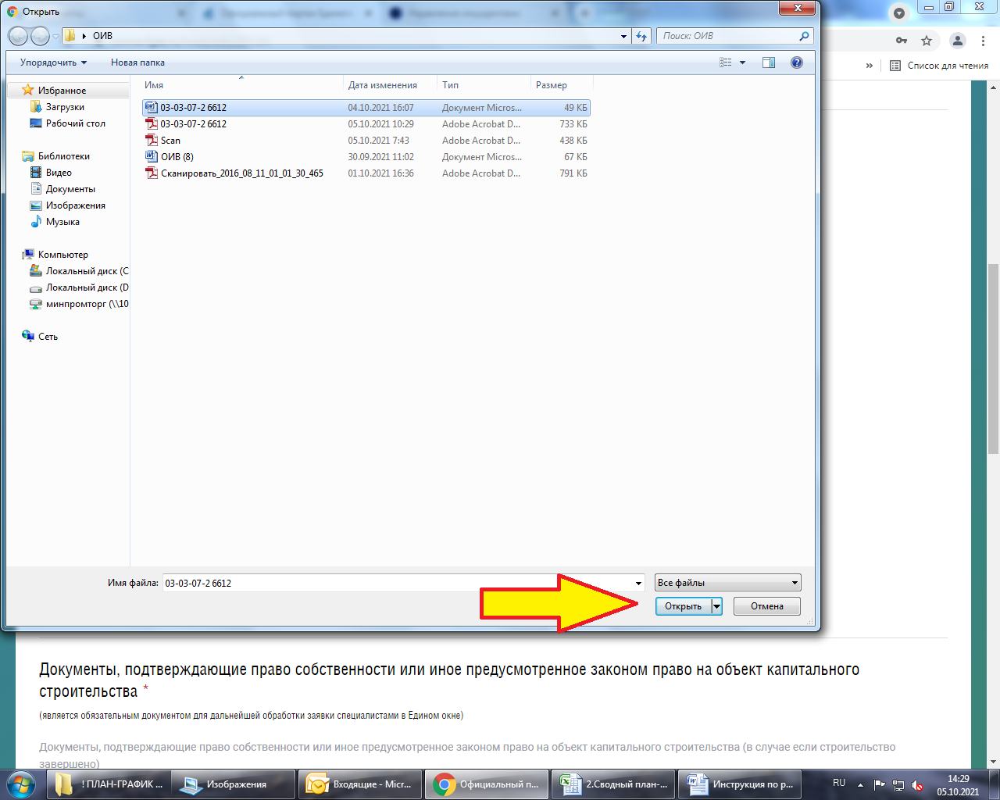 Открыть
ОИВ
Поиск: ОИВ
Упорядочить
Новая папка
»
Список для чтения
Имя
Дата изменения
Тип
Размер
Избранное
Загрузки
Рабочий стол
Библиотеки
Видео
Документы
Изображения
Музыка
Компьютер
Локальный диск (C
Локальный диск (D
минпромторг (\\10
Сеть
03-03-07-2 6612 04.10.2021 16:07 Документ Micros... 49 КБ
03-03-07-2 6612 05.10.2021 10:29 Adobe Acrobat D... 733 КБ
Scan 05.10.2021 7:43 Adobe Acrobat D... 438 КБ
ОИВ (8) 30.09.2021 11:02 Документ Micros... 67 КБ
Сканировать_2016_08_11_01_01_30_465 01.10.2021 16:36 Adobe Acrobat D... 791 КБ
Имя файла: 03-03-07-2 6612
Все файлы
Открыть
Отмена
Документы, подтверждающие право собственности или иное предусмотренное законом право на объект капитального
строительства *
(является обязательным документом для дальнейшей обработки заявки специалистами в Едином окне)
Документы, подтверждающие право собственности или иное предусмотренное законом право на объект капитального строительства (в случае если строительство
завершено)
! ПЛАН-ГРАФИК ...
Изображения
Входящие - Micr...
Официальный п...
2.Сводный план-...
Инструкция по р...
RU
14:29
05.10.2021